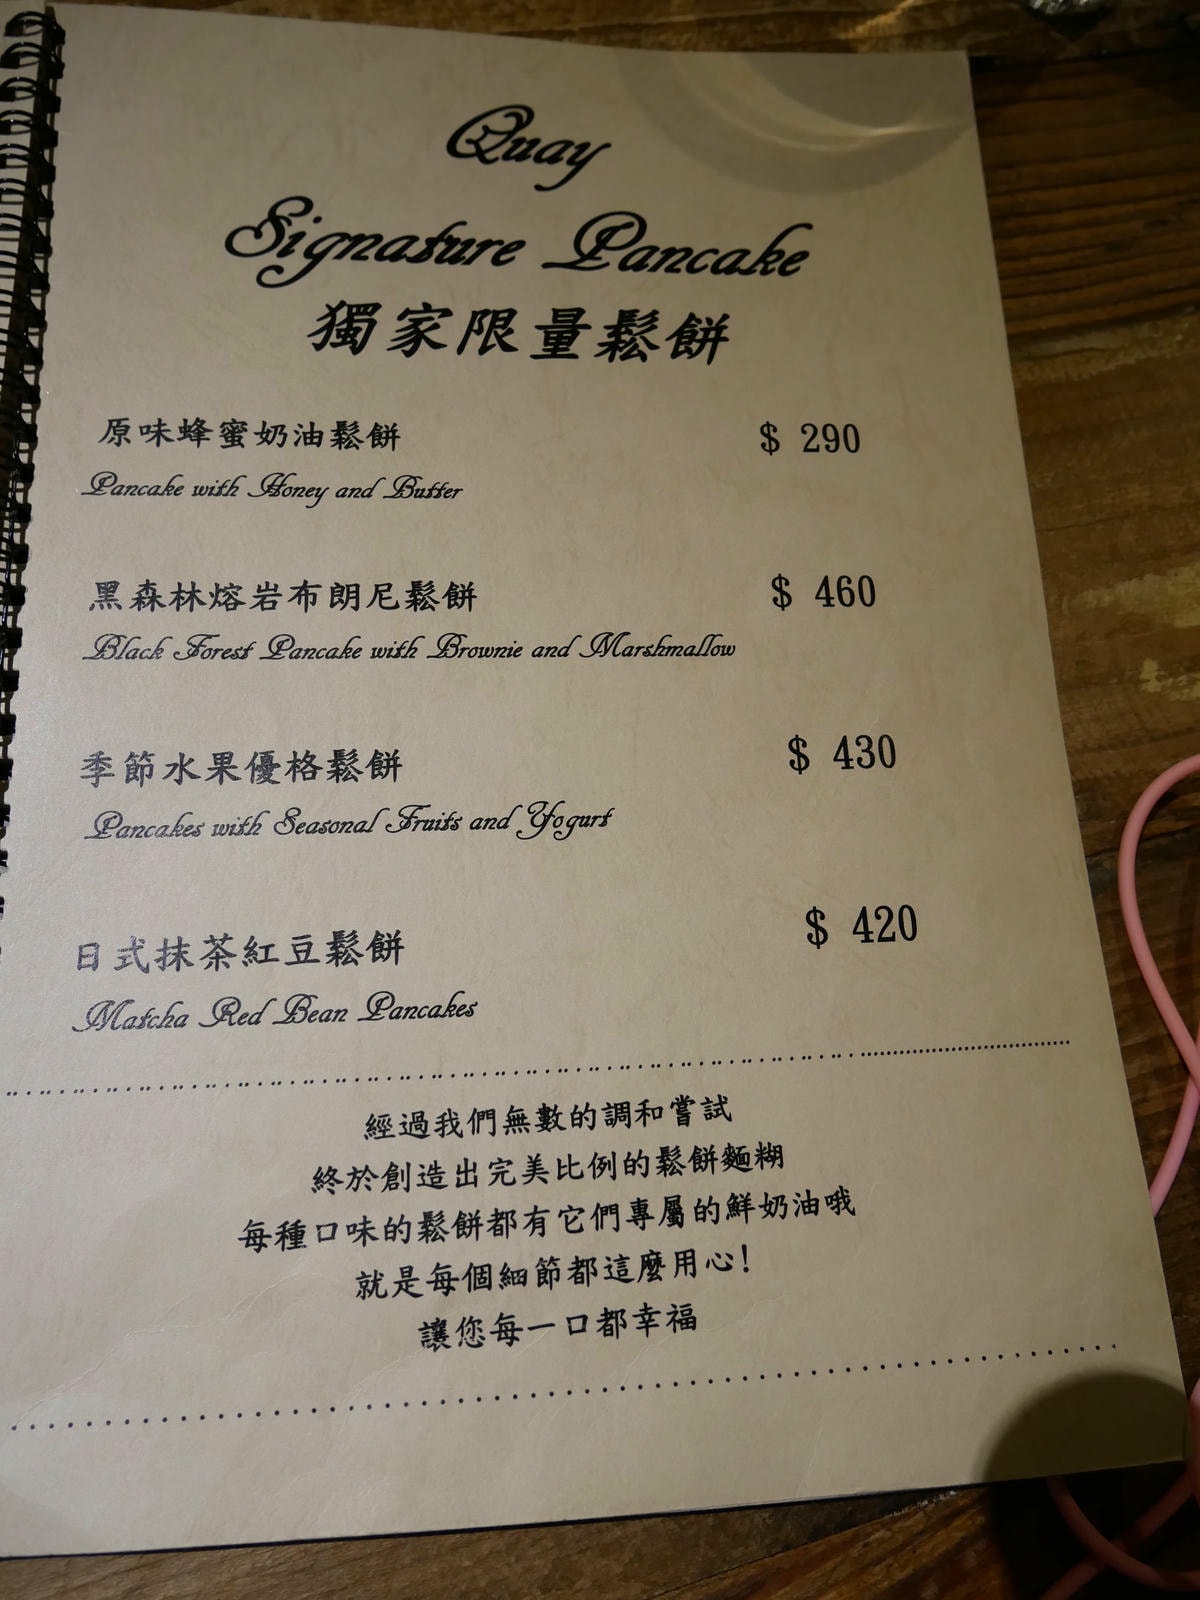 Quay
Signature Pancake
獨家限量鬆餅
原味蜂蜜奶油鬆餅 $ 290
Pancake with Honey and Butter
黑森林熔岩布朗尼鬆餅 $ 460
Black Forest Pancake with Brownie and Marshmallow
季節水果優格鬆餅 $ 430
Pancakes with Seasonal Fruits and Yogurt
日式抹茶紅豆鬆餅 $ 420
Matcha Red Bean Pancakes
經過我們無數的調和嘗試
終於創造出完美比例的鬆餅麵糊
每種口味的鬆餅都有它們專屬的鮮奶油哦
就是每個細節都這麼用心!
讓您每一口都幸福